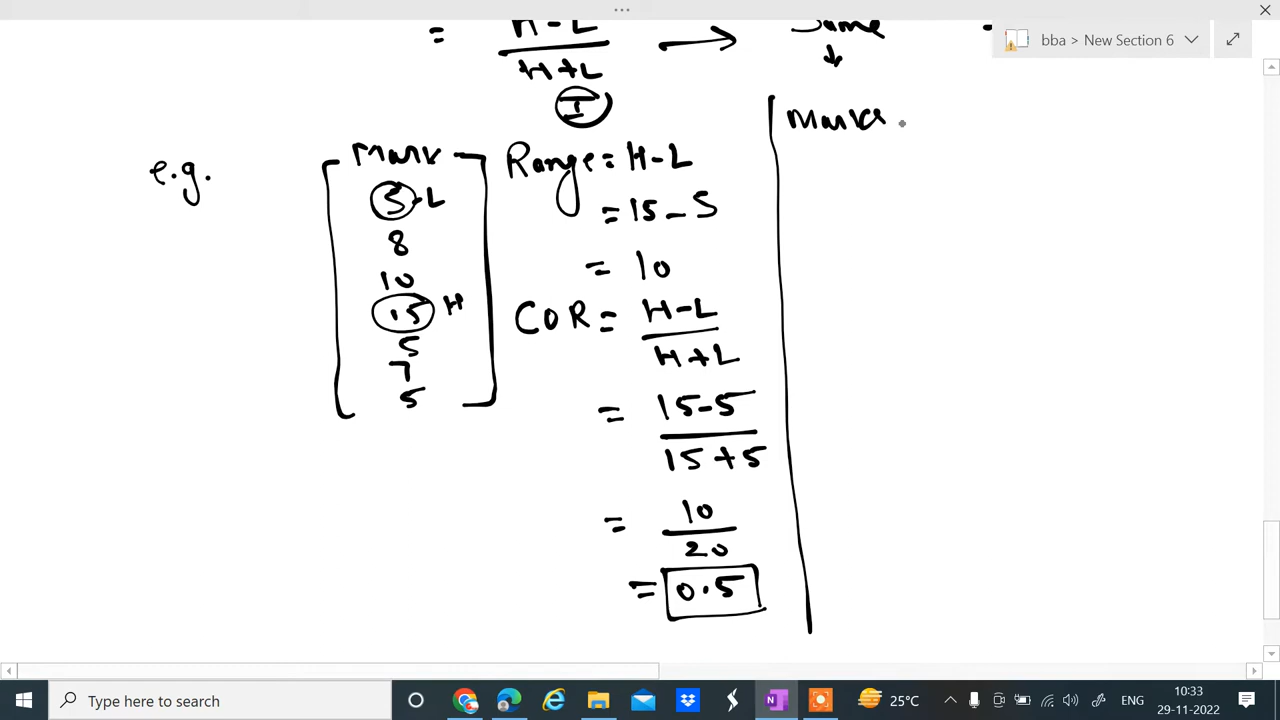 ...
bba > New Section 6
= H-L
H+L
Same
I
e.g.
Mark
5-L
8
10
15 H
5
7
5
Range = H-L
= 15-5
= 10
COR = H-L
H+L
= 15-5
15+5
= 10
20
= 0.5
Marks
Type here to search
25°C
ENG
10:33
29-11-2022